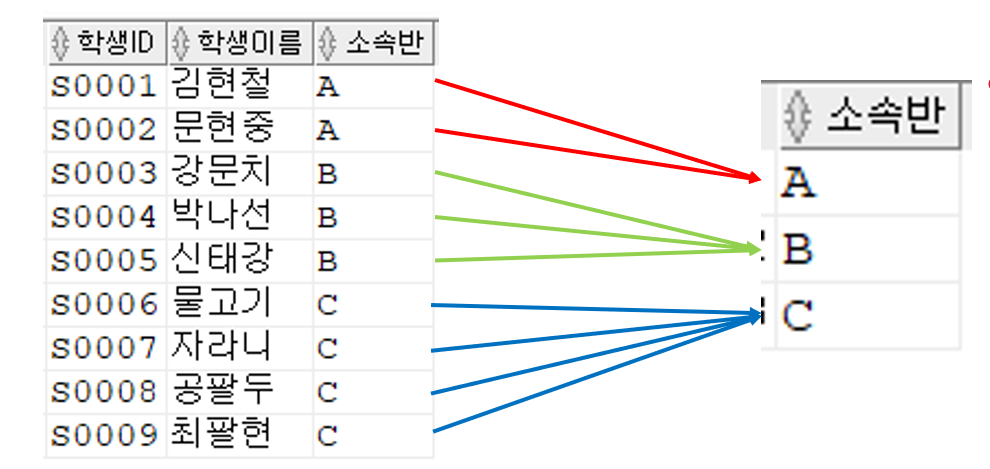 학생ID 학생이름 소속반
S0001 김현철 A
S0002 문현중 A
S0003 강문치 B
S0004 박나선 B
S0005 신태강 B
S0006 물고기 C
S0007 자라니 C
S0008 공팔두 C
S0009 최팔현 C
소속반
A
B
C